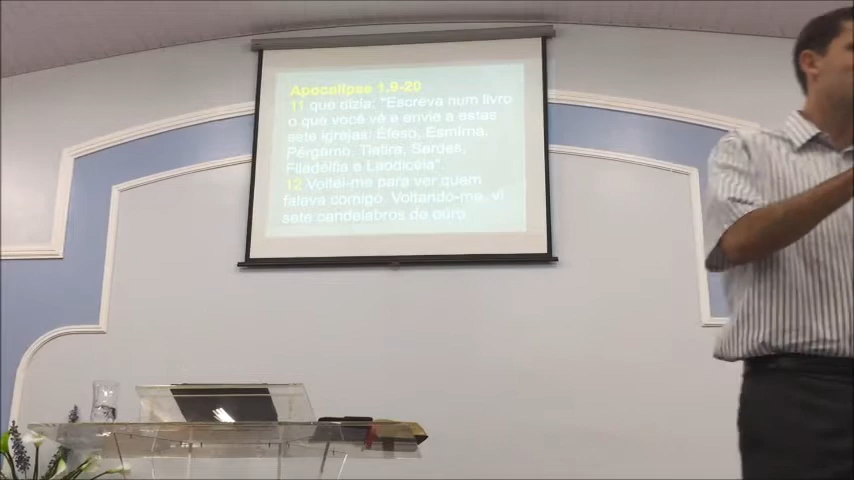 Apocalipse 1.9-20
11 que dizia: "Escreva num livro
o que você vê e envie a estas
sete igrejas: Éfeso, Esmirna,
Pérgamo, Tiatira, Sardes,
Filadélfia e Laodicéia".
12 Voltei-me para ver quem
falava comigo. Voltando-me, vi
sete candelabros de ouro